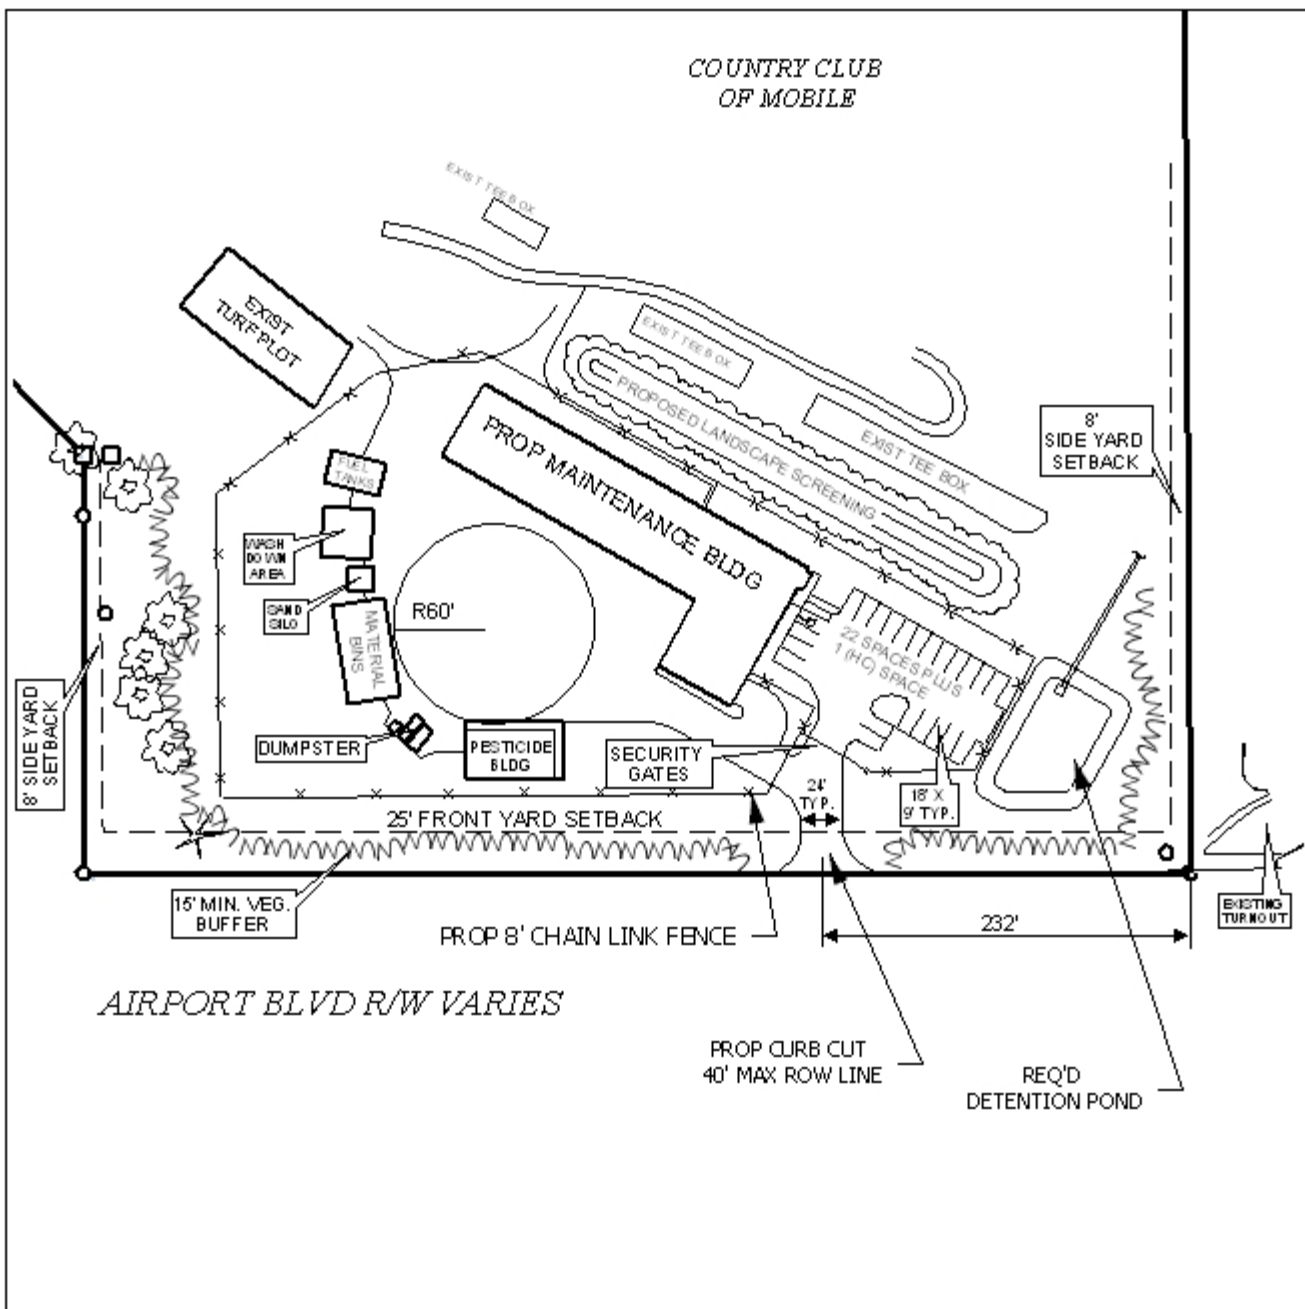 COUNTRY CLUB
OF MOBILE
EXIST TEE BOX
EXIST
TURF PLOT
EXIST TEE BOX
PROPOSED LANDSCAPE SCREENING
EXIST TEE BOX
8'
SIDE YARD
SETBACK
PROP MAINTENANCE BLDG
FUEL
TANKS
WASH
DOWN
AREA
SAND
SILO
R60'
MATERIAL
BINS
22 SPACES PLUS
1 (HC) SPACE
8' SIDE YARD
SETBACK
DUMPSTER
PESTICIDE
BLDG
SECURITY
GATES
24'
TYP.
18' X
9' TYP.
25' FRONT YARD SETBACK
15' MIN. VEG.
BUFFER
EXISTING
TURNOUT
PROP 8' CHAIN LINK FENCE
232'
AIRPORT BLVD R/W VARIES
PROP CURB CUT
40' MAX ROW LINE
REQ'D
DETENTION POND